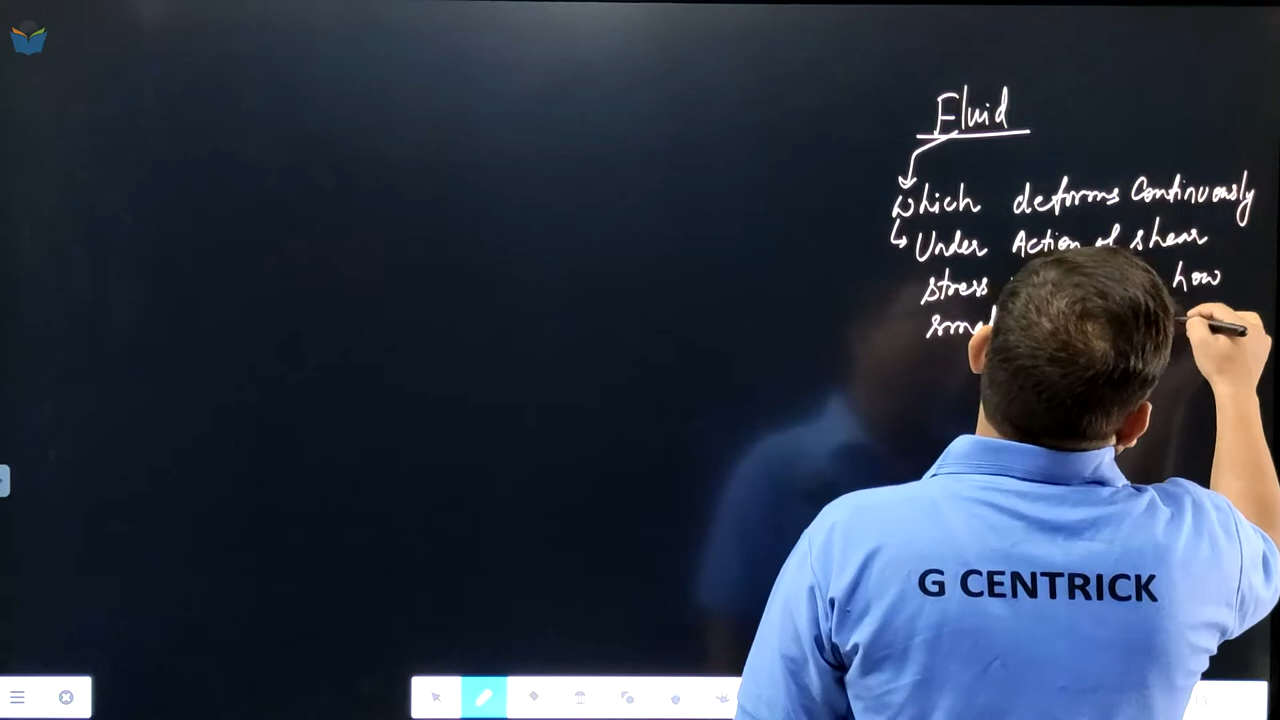 Fluid
Which deforms Continuously
Under Action of shear
stress how
G CENTRICK